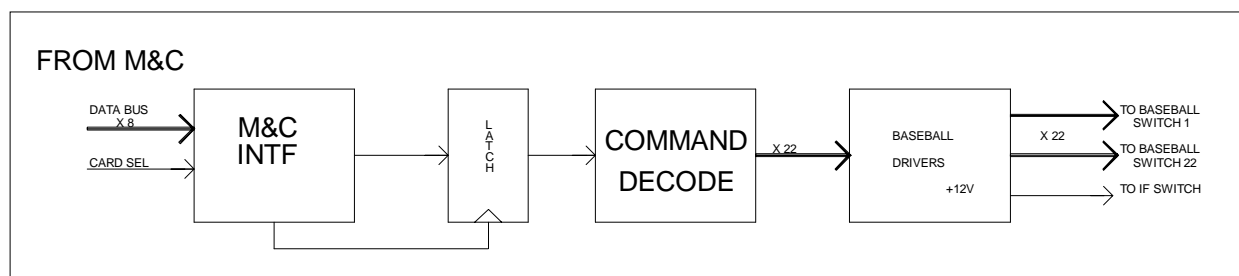 FROM M&C
DATA BUS
X 8
CARD SEL
M&C
INTF
LATCH
COMMAND
DECODE
X 22
BASEBALL
DRIVERS
+12V
TO BASEBALL
SWITCH 1
X 22
TO BASEBALL
SWITCH 22
TO IF SWITCH